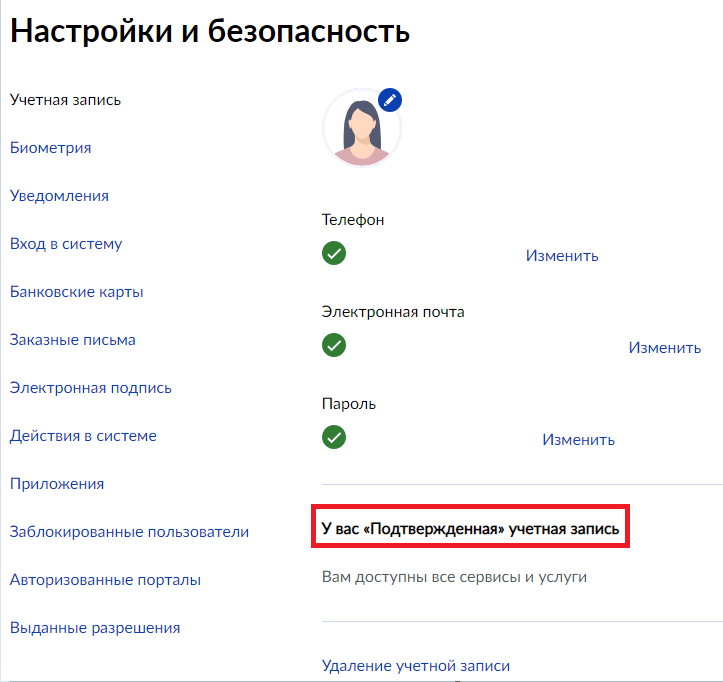 Настройки и безопасность
Учетная запись
Биометрия
Уведомления
Вход в систему
Банковские карты
Заказные письма
Электронная подпись
Действия в системе
Приложения
Заблокированные пользователи
Авторизованные порталы
Выданные разрешения
Телефон
Изменить
Электронная почта
Изменить
Пароль
Изменить
У вас «Подтвержденная» учетная запись
Вам доступны все сервисы и услуги
Удаление учетной записи